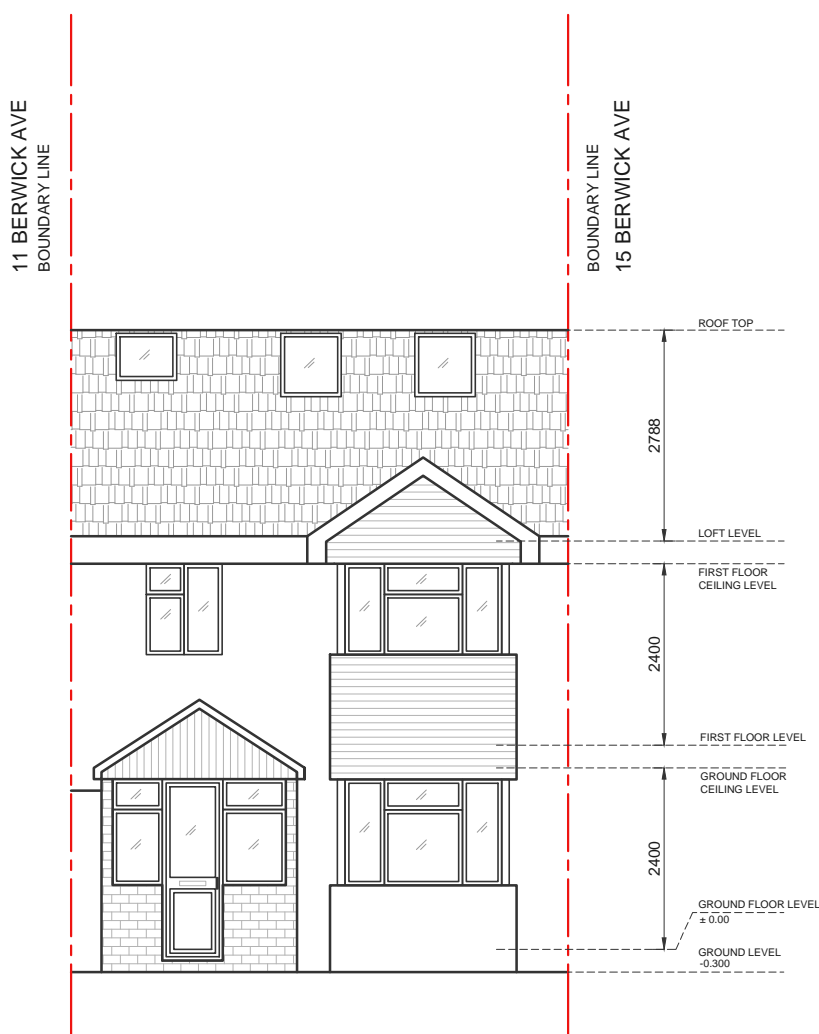 11 BERWICK AVE
BOUNDARY LINE
BOUNDARY LINE
15 BERWICK AVE
ROOF TOP
2788
LOFT LEVEL
FIRST FLOOR
CEILING LEVEL
2400
FIRST FLOOR LEVEL
GROUND FLOOR
CEILING LEVEL
2400
GROUND FLOOR LEVEL
± 0.00
GROUND LEVEL
-0.300